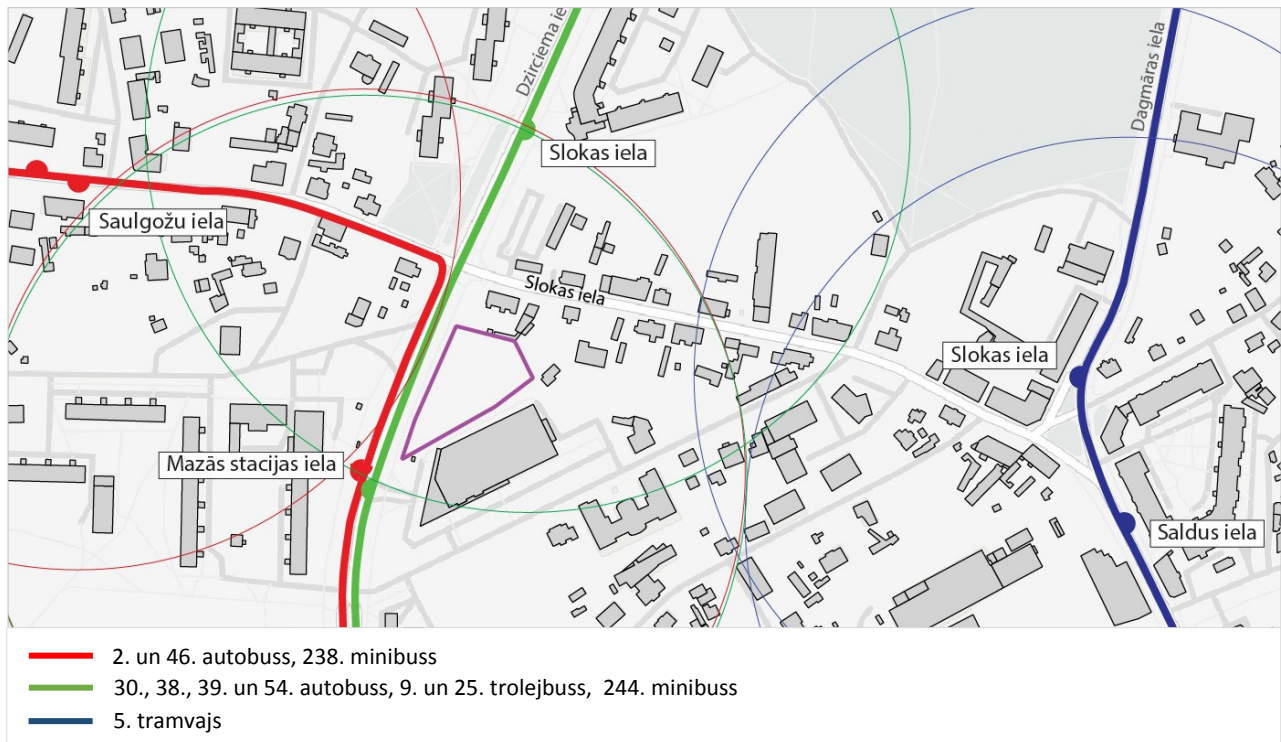 Dzirciema ie
Dagmāras iela
Slokas iela
Saulgožu iela
Slokas iela
Slokas iela
Mazās stacijas iela
Saldus iela
2. un 46. autobuss, 238. minibuss
30., 38., 39. un 54. autobuss, 9. un 25. trolejbuss, 244. minibuss
5. tramvajs